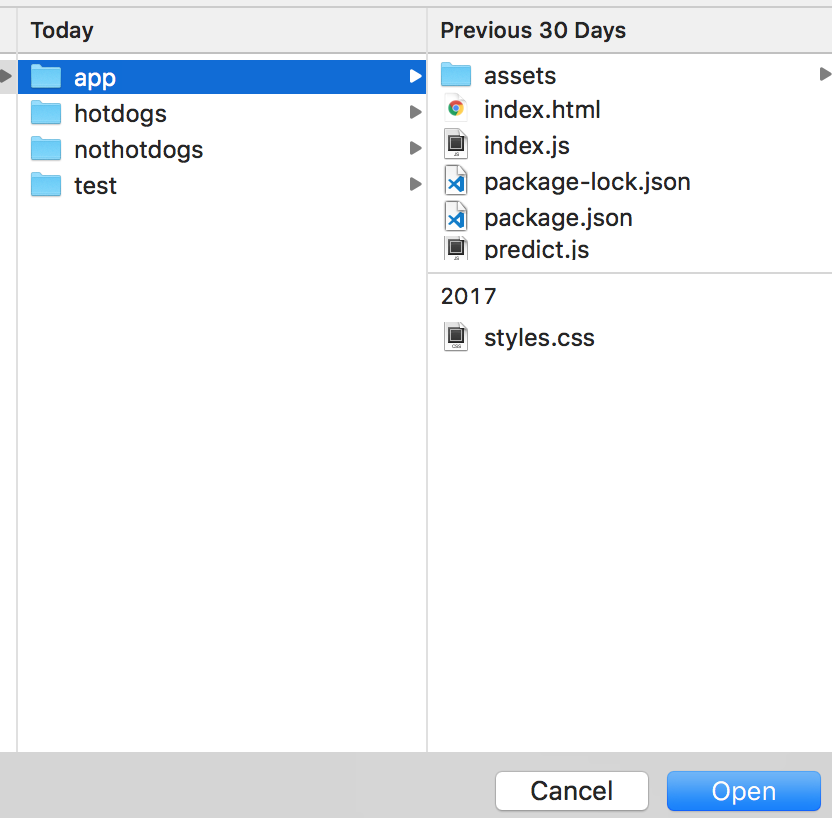 Today
app
hotdogs
nothotdogs
test
Previous 30 Days
assets
index.html
index.js
package-lock.json
package.json
predict.js
2017
styles.css
Cancel
Open